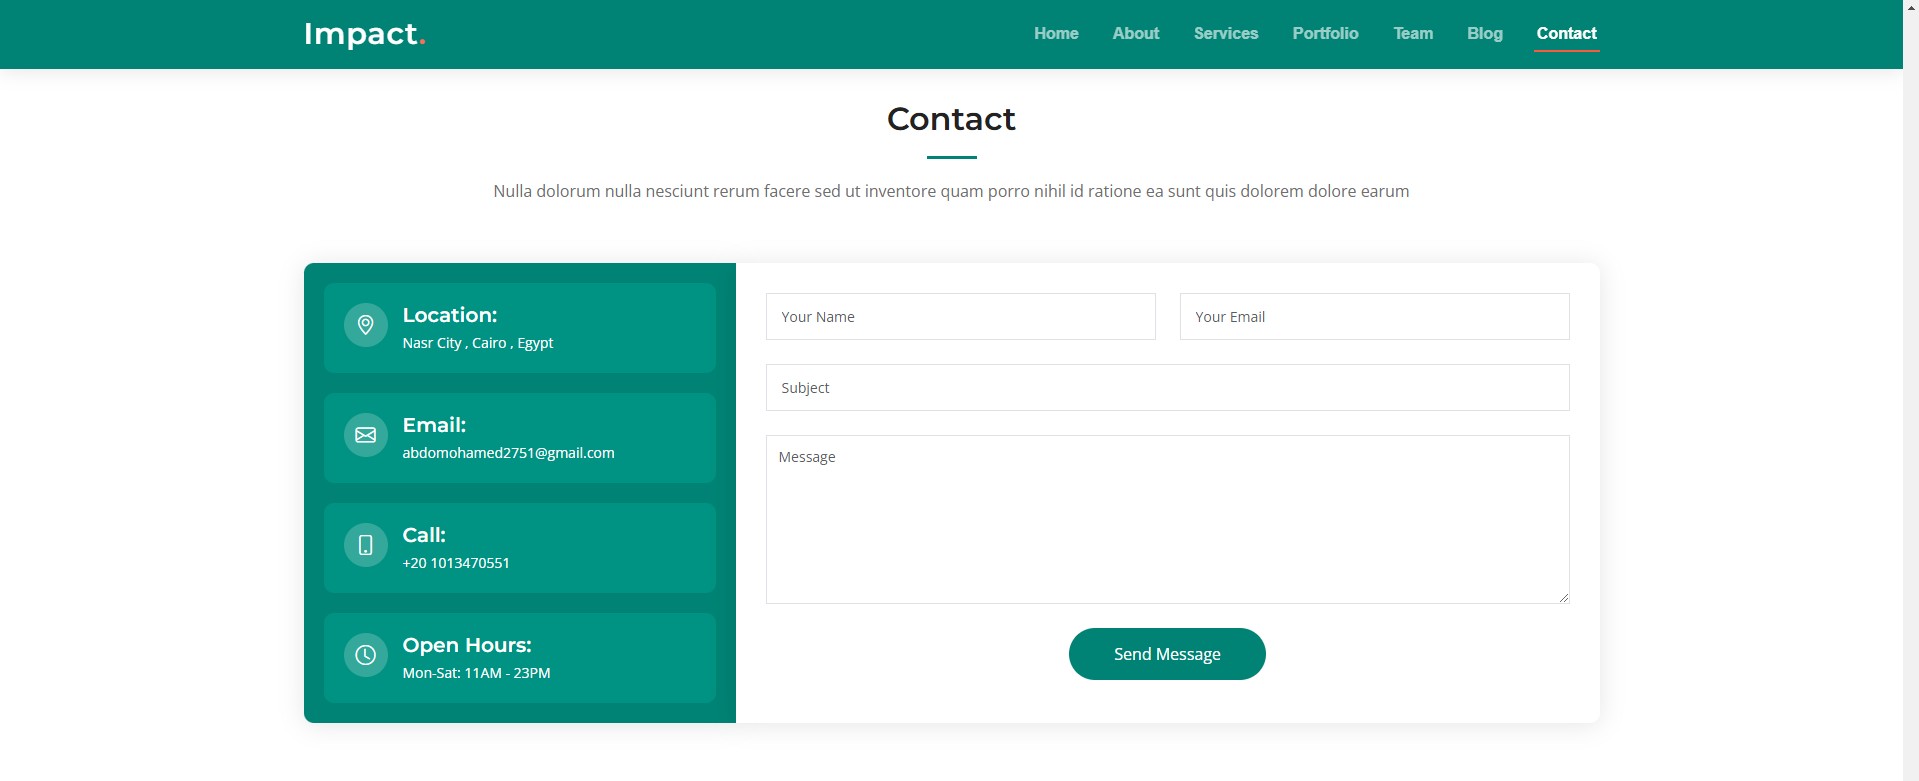 Impact.
Home About Services Portfolio Team Blog Contact
Contact
Nulla dolorum nulla nesciunt rerum facere sed ut inventore quam porro nihil id ratione ea sunt quis dolorem dolore earum
Location:
Nasr City , Cairo , Egypt
Email:
abdomohamed2751@gmail.com
Call:
+20 1013470551
Open Hours:
Mon-Sat: 11AM - 23PM
Your Name
Your Email
Subject
Message
Send Message